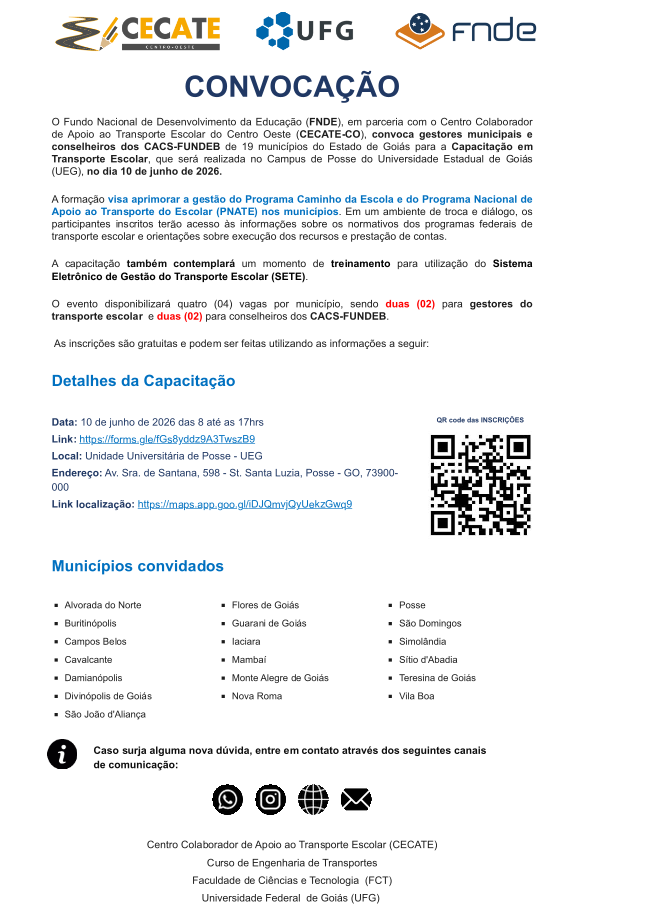 CECATE
CENTRO-OESTE
UFG
fnde
CONVOCAÇÃO
O Fundo Nacional de Desenvolvimento da Educação (FNDE), em parceria com o Centro Colaborador
de Apoio ao Transporte Escolar do Centro Oeste (CECATE-CO), convoca gestores municipais e
conselheiros dos CACS-FUNDEB de 19 municípios do Estado de Goiás para a Capacitação em
Transporte Escolar, que será realizada no Campus de Posse do Universidade Estadual de Goiás
(UEG), no dia 10 de junho de 2026.
A formação visa aprimorar a gestão do Programa Caminho da Escola e do Programa Nacional de
Apoio ao Transporte do Escolar (PNATE) nos municípios. Em um ambiente de troca e diálogo, os
participantes inscritos terão acesso às informações sobre os normativos dos programas federais de
transporte escolar e orientações sobre execução dos recursos e prestação de contas.
A capacitação também contemplará um momento de treinamento para utilização do Sistema
Eletrônico de Gestão do Transporte Escolar (SETE).
O evento disponibilizará quatro (04) vagas por município, sendo duas (02) para gestores do
transporte escolar e duas (02) para conselheiros dos CACS-FUNDEB.
As inscrições são gratuitas e podem ser feitas utilizando as informações a seguir:
Detalhes da Capacitação
Data: 10 de junho de 2026 das 8 até as 17hrs
Link: https://forms.gle/fGs8yddz9A3TwszB9
Local: Unidade Universitária de Posse - UEG
Endereço: Av. Sra. de Santana, 598 - St. Santa Luzia, Posse - GO, 73900-
000
Link localização: https://maps.app.goo.gl/iDJQmvjQyUekzGwq9
QR code das INSCRIÇÕES
Municípios convidados
Alvorada do Norte
Buritinópolis
Campos Belos
Cavalcante
Damianópolis
Divinópolis de Goiás
São João d'Aliança
Flores de Goiás
Guarani de Goiás
Iaciara
Mambaí
Monte Alegre de Goiás
Nova Roma
Posse
São Domingos
Simolândia
Sítio d'Abadia
Teresina de Goiás
Vila Boa
Caso surja alguma nova dúvida, entre em contato através dos seguintes canais
de comunicação:
Centro Colaborador de Apoio ao Transporte Escolar (CECATE)
Curso de Engenharia de Transportes
Faculdade de Ciências e Tecnologia (FCT)
Universidade Federal de Goiás (UFG)